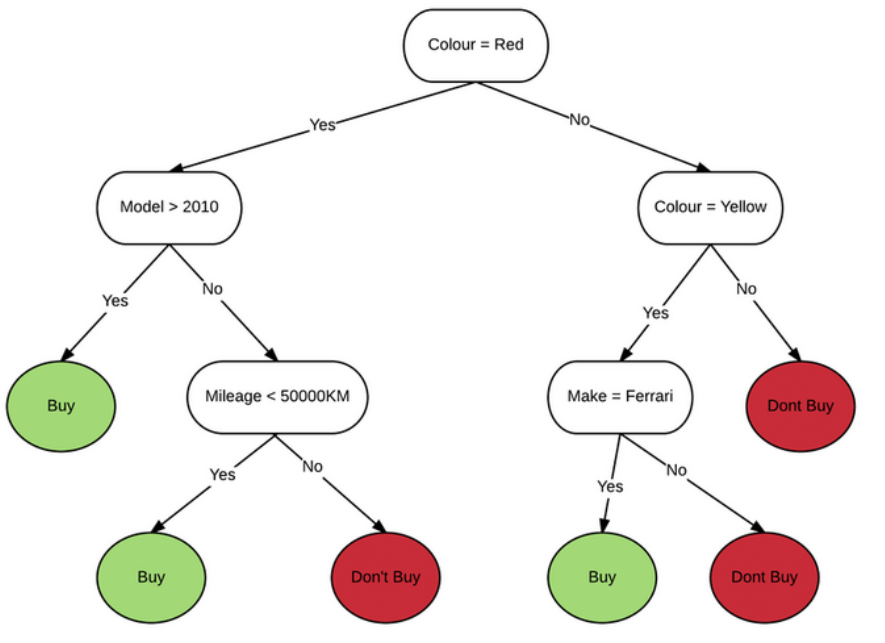 Colour = Red
Yes
No
Model > 2010
Colour = Yellow
Yes
No
Yes
No
Buy
Mileage < 50000KM
Make = Ferrari
Dont Buy
Yes
No
Yes
No
Buy
Don't Buy
Buy
Dont Buy